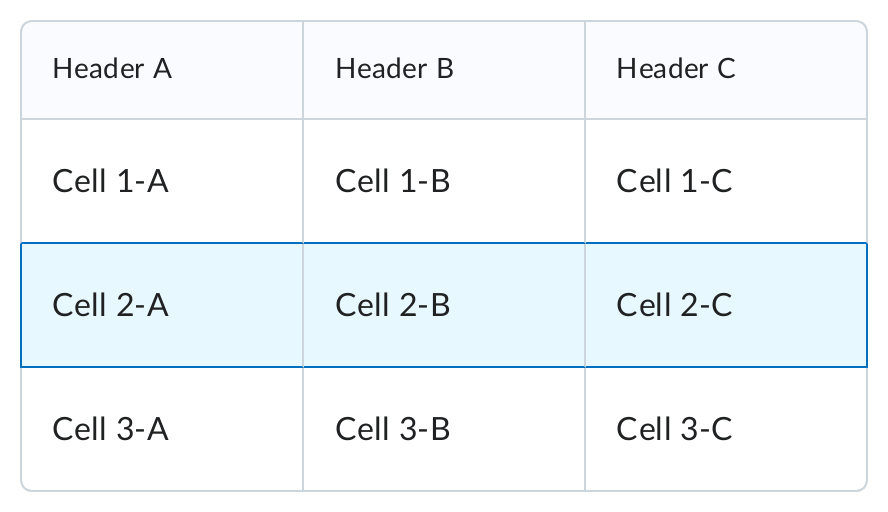 Header A Header B Header C
Cell 1-A Cell 1-B Cell 1-C
Cell 2-A Cell 2-B Cell 2-C
Cell 3-A Cell 3-B Cell 3-C